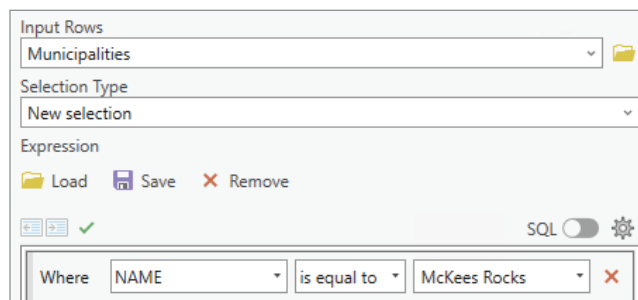 Input Rows
Municipalities
Selection Type
New selection
Expression
Load Save Remove
SQL
Where NAME is equal to McKees Rocks